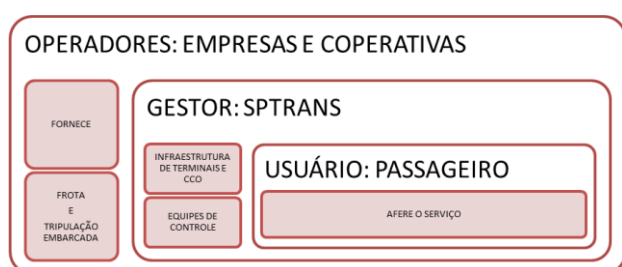 OPERADORES: EMPRESAS E COPERATIVAS
FORNECE
FROTA
E
TRIPULAÇÃO
EMBARCADA
GESTOR: SPTRANS
INFRAESTRUTURA
DE TERMINAIS E
CCO
EQUIPES DE
CONTROLE
USUÁRIO: PASSAGEIRO
AFERE O SERVIÇO